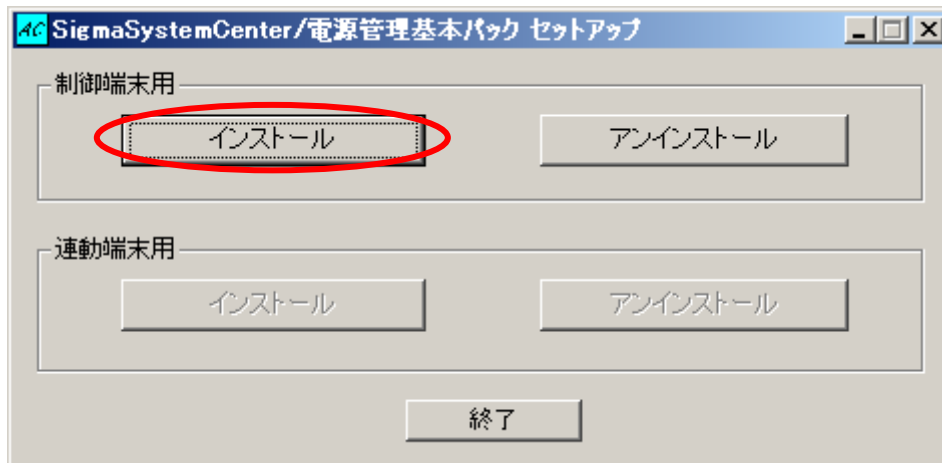 AC SigmaSystemCenter/電源管理基本パック セットアップ
制御端末用
インストール アンインストール
連動端末用
インストール アンインストール
終了